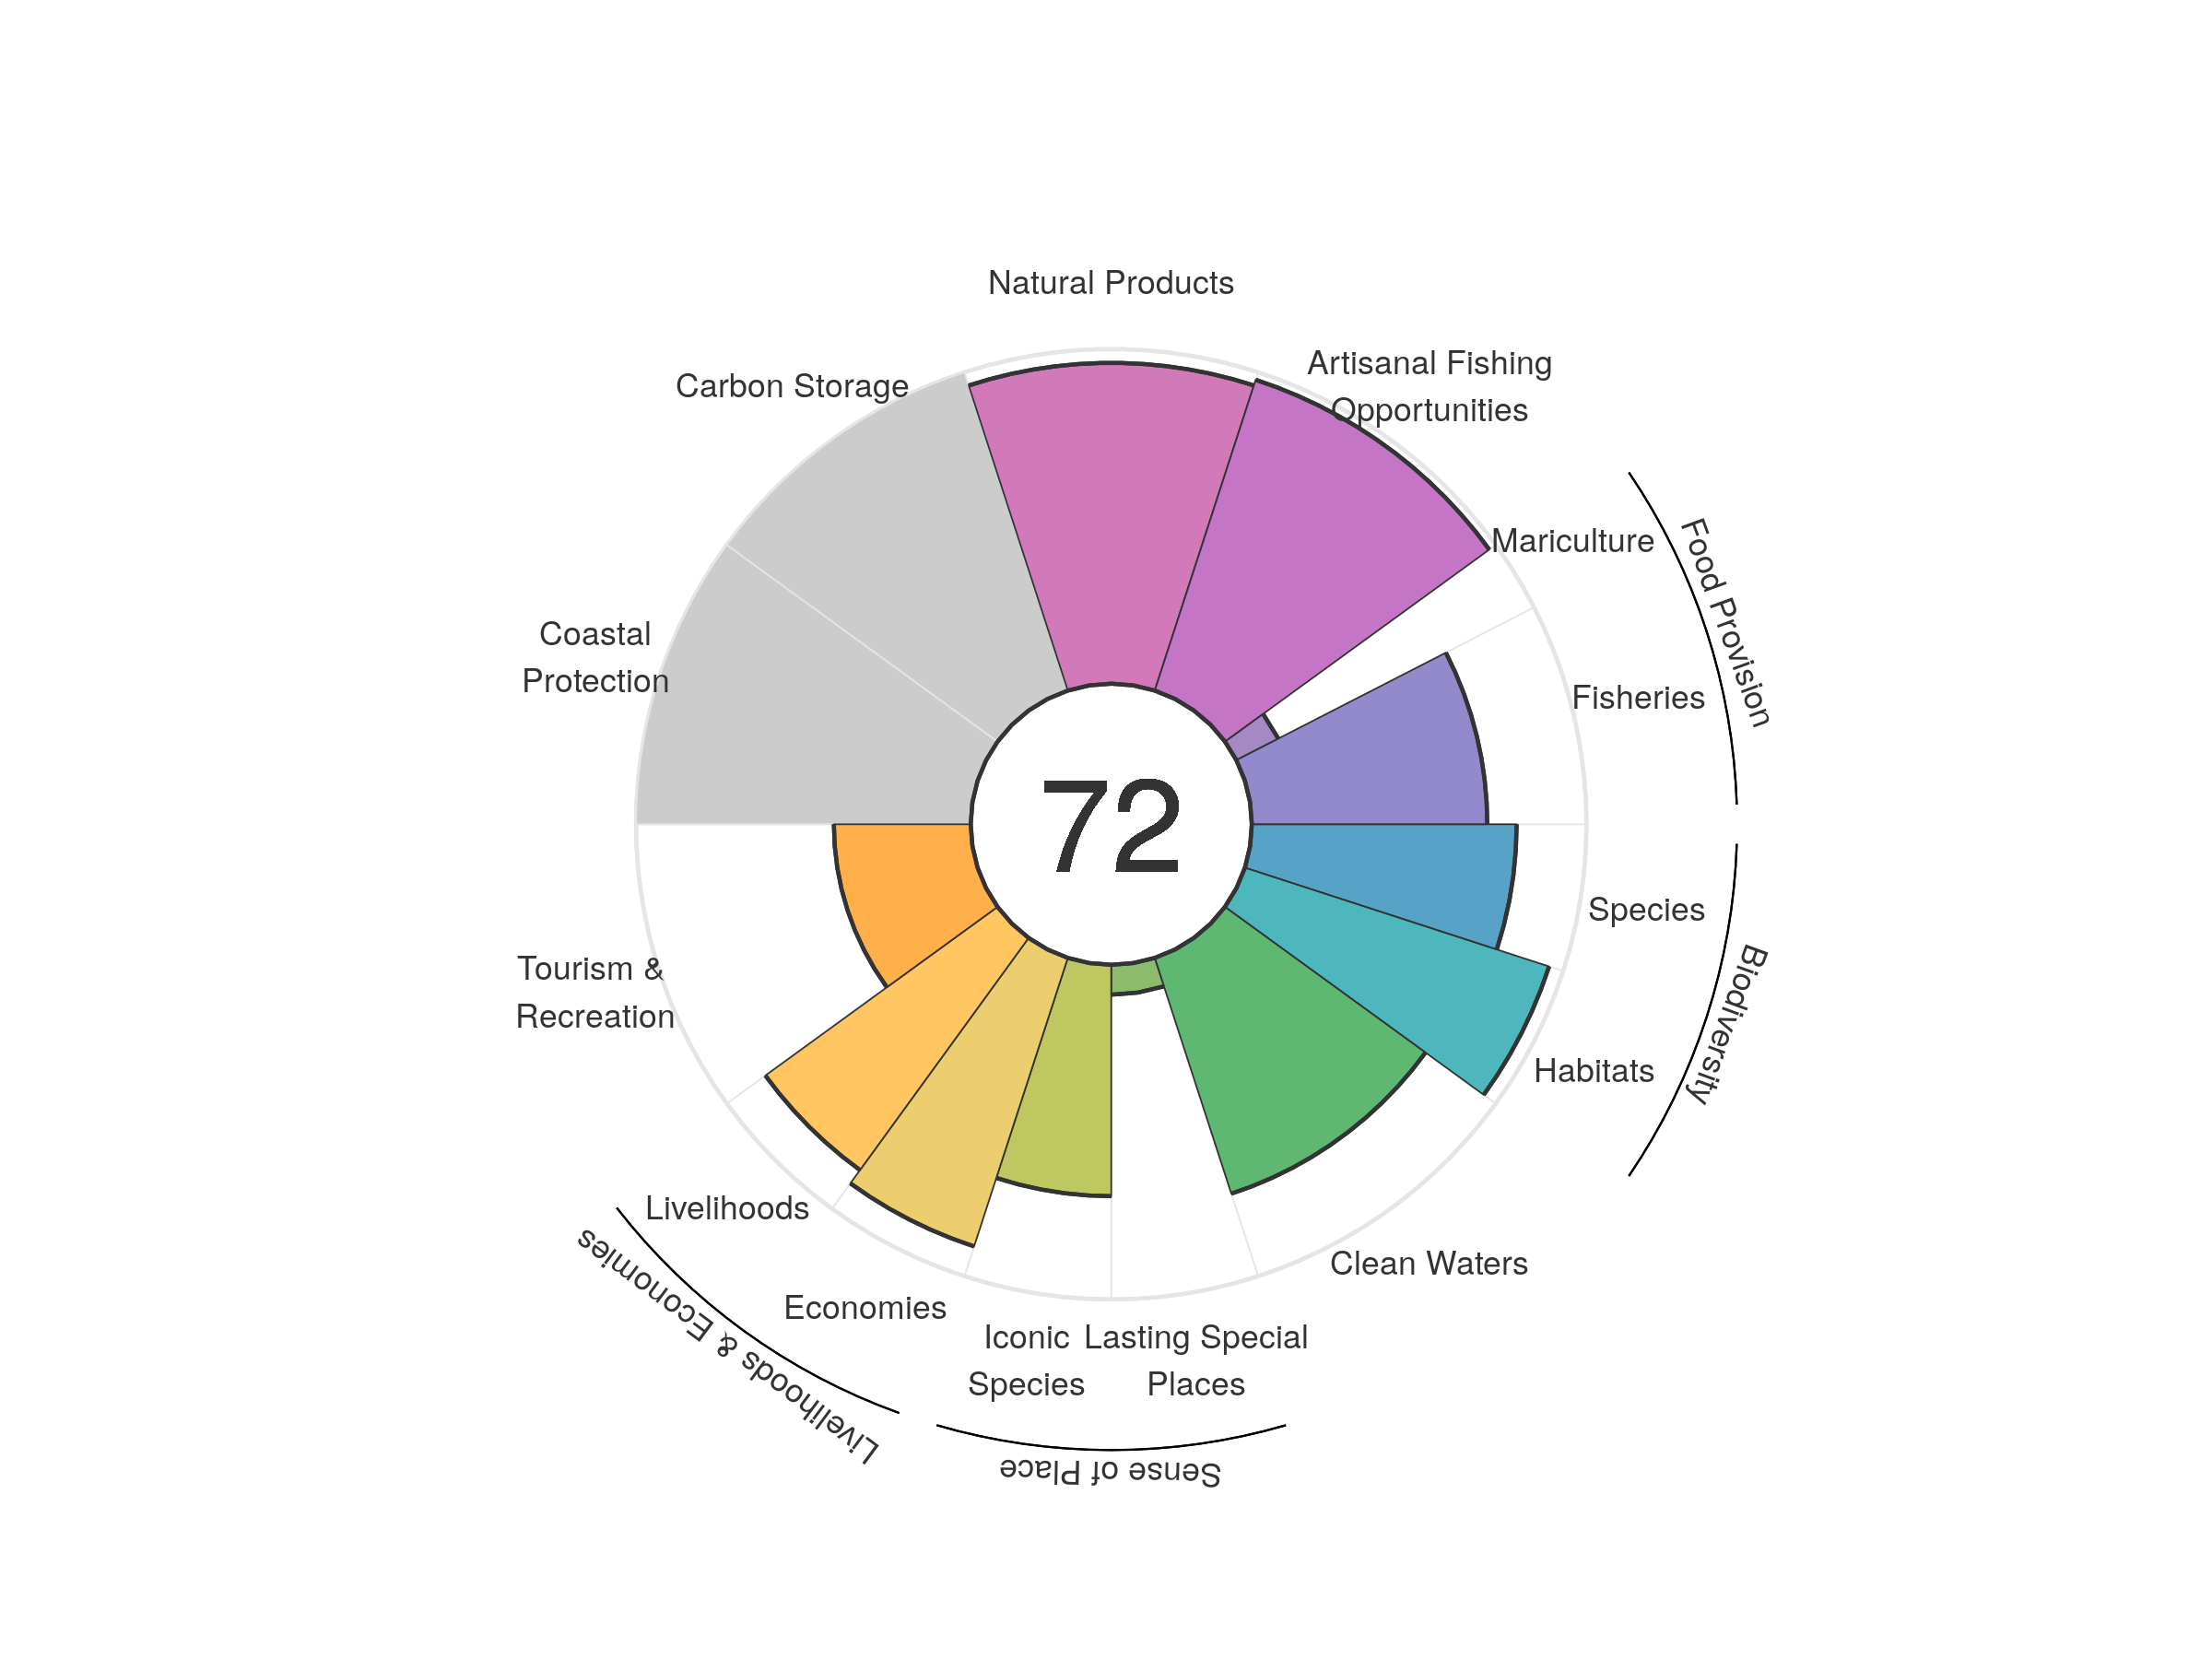 Natural Products
Artisanal Fishing
Opportunities
Carbon Storage
Mariculture
Food Provision
Coastal
Protection
Fisheries
72
Species
Biodiversity
Tourism &
Recreation
Habitats
Livelihoods
Clean Waters
Livelihoods & Economies
Economies
Iconic
Species
Lasting Special
Places
Sense of Place